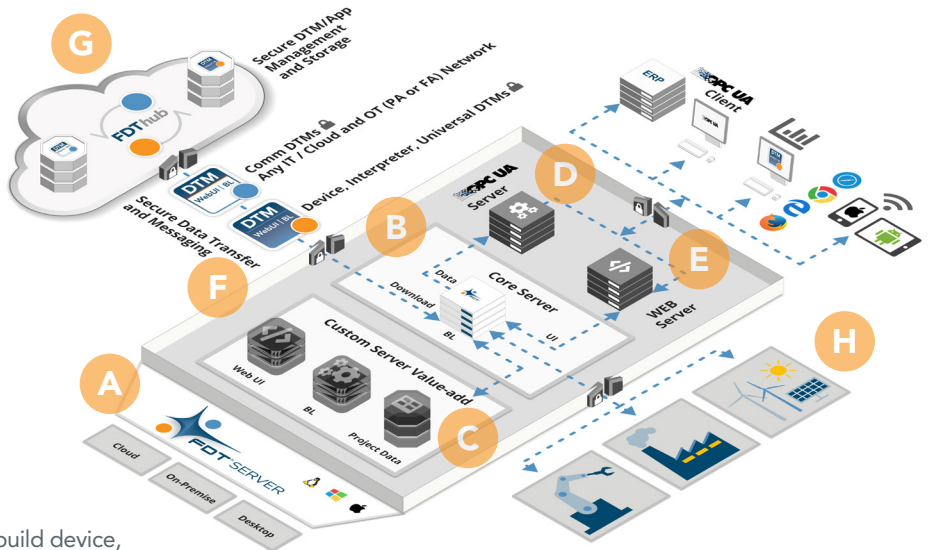 G
Secure DTM/App
Management
and Storage
FDThub
Comm DTMs
Any IT / Cloud and OT (PA or FA) Network
Device, Interpreter, Universal DTMs
DTM
WebUI | BL
DTM
WebUI | BL
Secure Data Transfer
and Messaging
ERP
OPC UA
Client
OPC UA
Server
B
D
E
F
Data
Download
BL
UI
Core Server
WEB
Server
A
Custom Server Value-add
Web UI
BL
Project Data
C
H
FDT SERVER
Cloud
On-Premise
Desktop
build device,